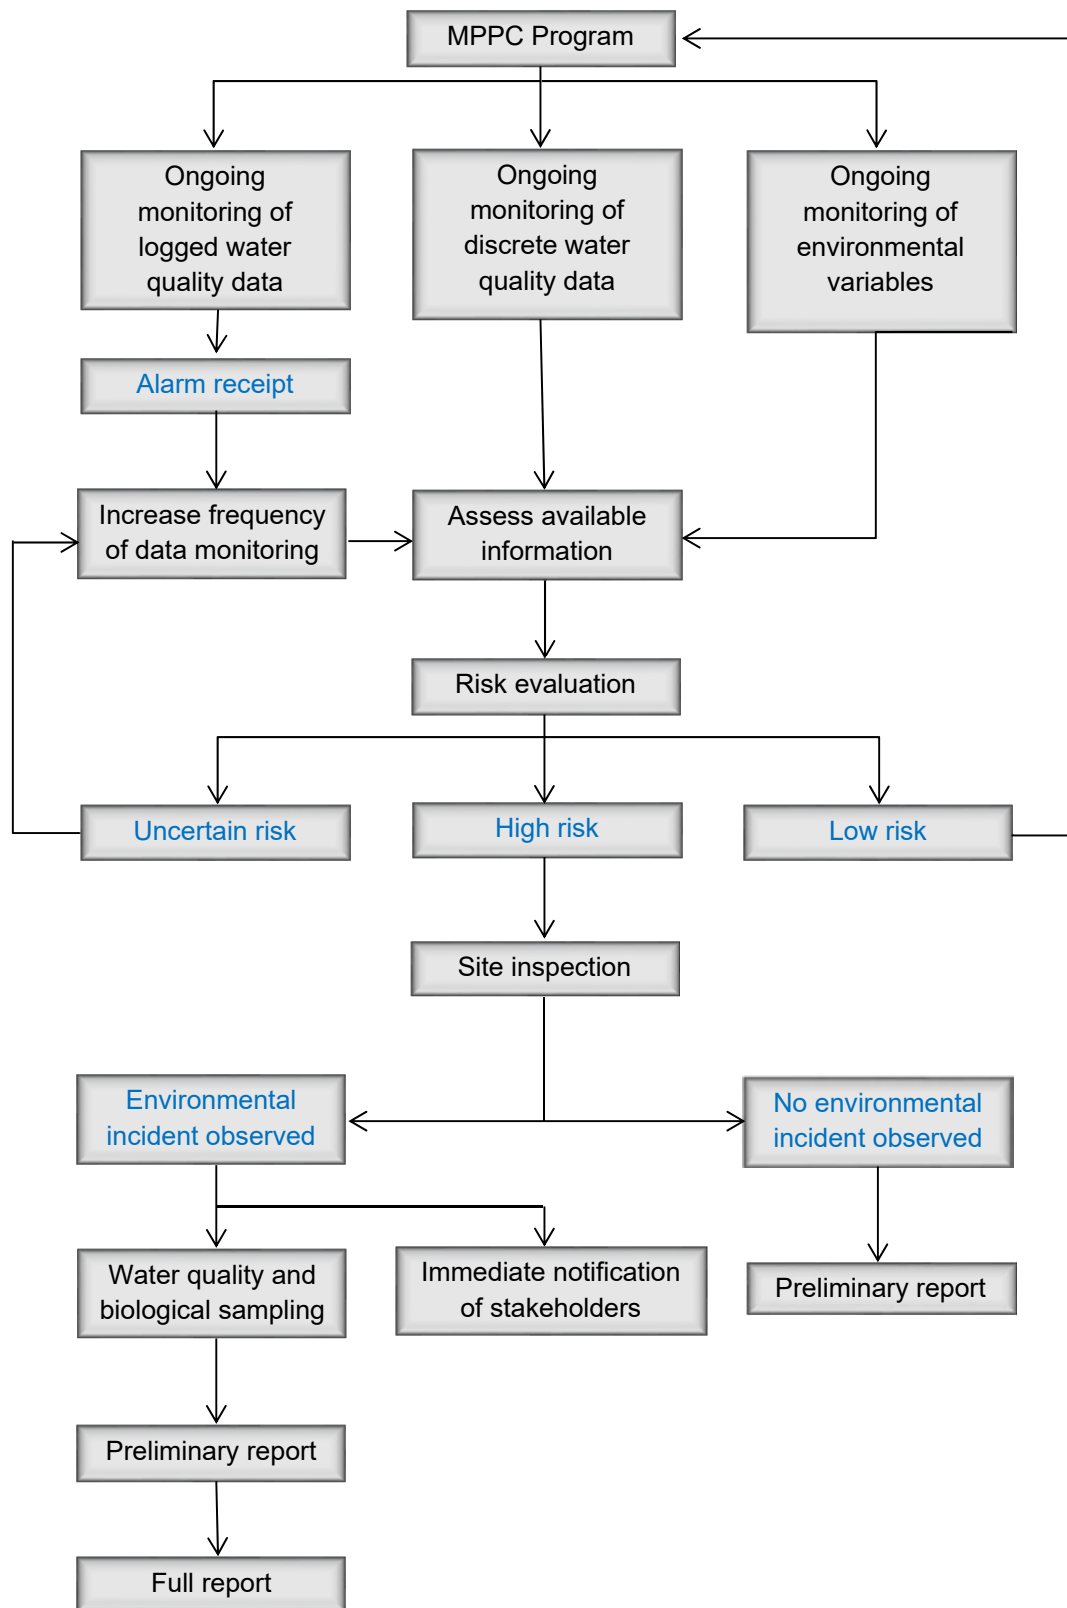 MPPC Program
Ongoing
monitoring of
logged water
quality data
Ongoing
monitoring of
discrete water
quality data
Ongoing
monitoring of
environmental
variables
Alarm receipt
Increase frequency
of data monitoring
Assess available
information
Risk evaluation
Uncertain risk
High risk
Low risk
Site inspection
Environmental
incident observed
No environmental
incident observed
Water quality and
biological sampling
Immediate notification
of stakeholders
Preliminary report
Preliminary report
Full report